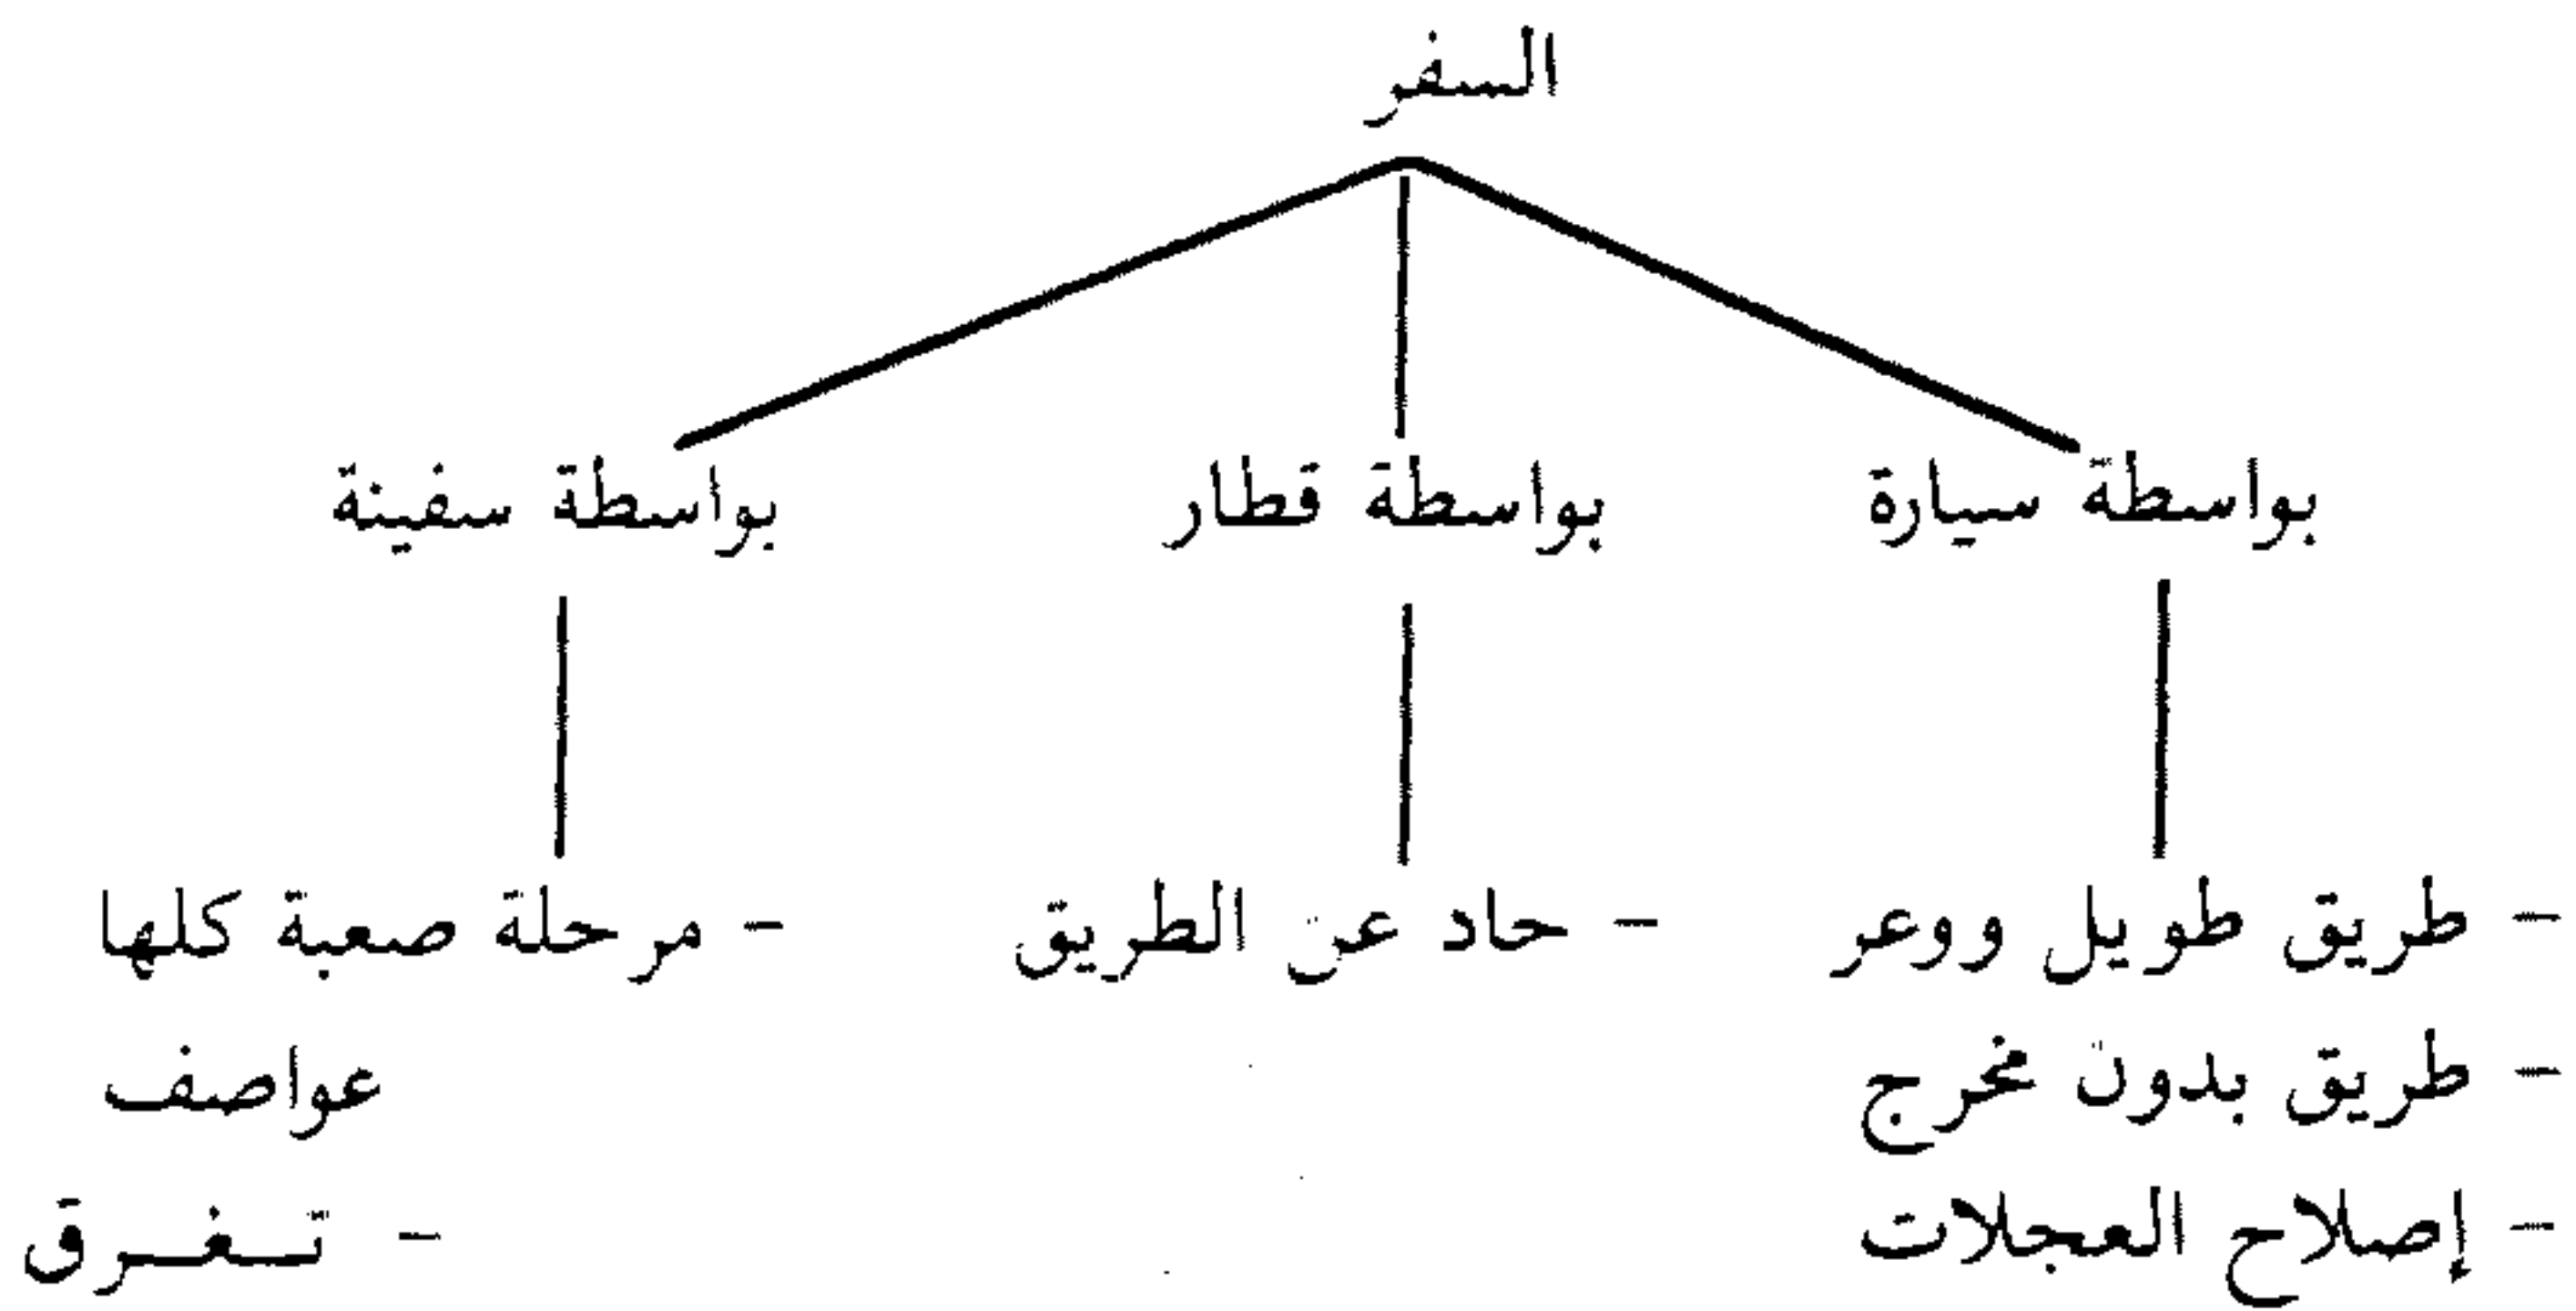 السفر
بواسطة سيارة
بواسطة قطار
بواسطة سفينة
- طريق طويل ووعر
- طريق بدون مخرج
- إصلاح العجلات
- حاد عن الطريق
- مرحلة صعبة كلها
عواصف
- تغرق